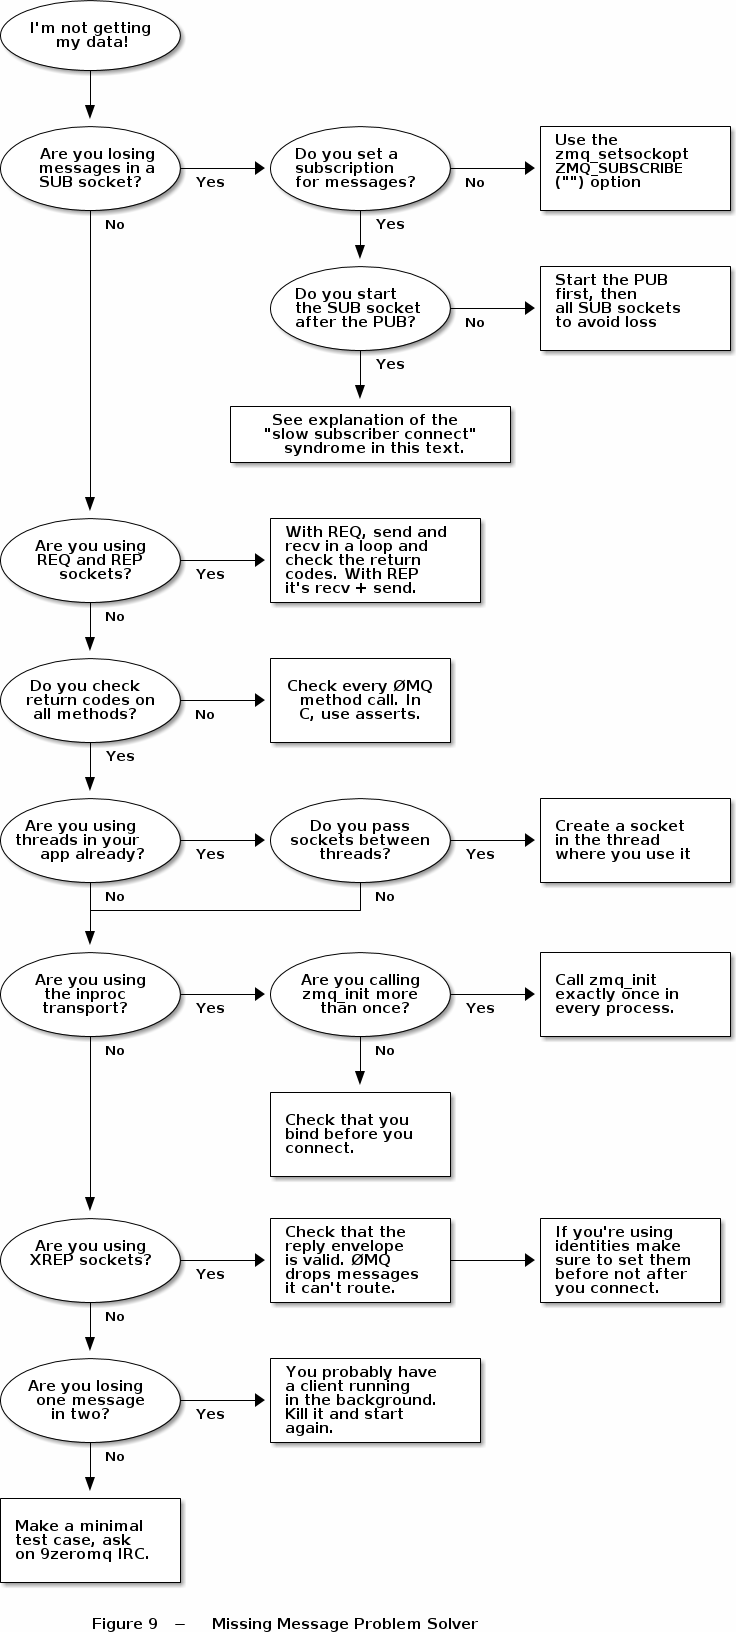 I'm not getting
my data!
Are you losing
messages in a
SUB socket?
Yes
Do you set a
subscription
for messages?
No
Use the
zmq_setsockopt
ZMQ_SUBSCRIBE
("") option
No
Yes
Do you start
the SUB socket
after the PUB?
No
Start the PUB
first, then
all SUB sockets
to avoid loss
Yes
See explanation of the
"slow subscriber connect"
syndrome in this text.
Are you using
REQ and REP
sockets?
Yes
With REQ, send and
recv in a loop and
check the return
codes. With REP
it's recv + send.
No
Do you check
return codes on
all methods?
No
Check every ØMQ
method call. In
C, use asserts.
Yes
Are you using
threads in your
app already?
Yes
Do you pass
sockets between
threads?
Yes
Create a socket
in the thread
where you use it
No
No
Are you using
the inproc
transport?
Yes
Are you calling
zmq_init more
than once?
Yes
Call zmq_init
exactly once in
every process.
No
No
Check that you
bind before you
connect.
Are you using
XREP sockets?
Yes
Check that the
reply envelope
is valid. ØMQ
drops messages
it can't route.
If you're using
identities make
sure to set them
before not after
you connect.
No
Are you losing
one message
in two?
Yes
You probably have
a client running
in the background.
Kill it and start
again.
No
Make a minimal
test case, ask
on 9zeromq IRC.
Figure 9 – Missing Message Problem Solver